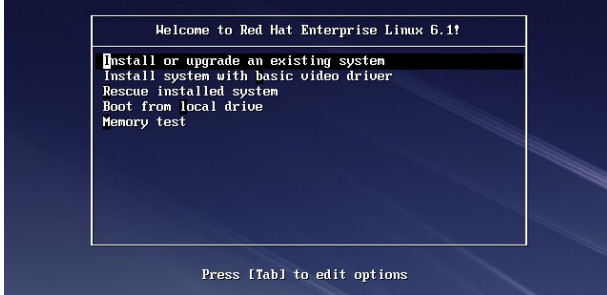 Welcome to Red Hat Enterprise Linux 6.1!
Install or upgrade an existing system
Install system with basic video driver
Rescue installed system
Boot from local drive
Memory test
Press [Tab] to edit options